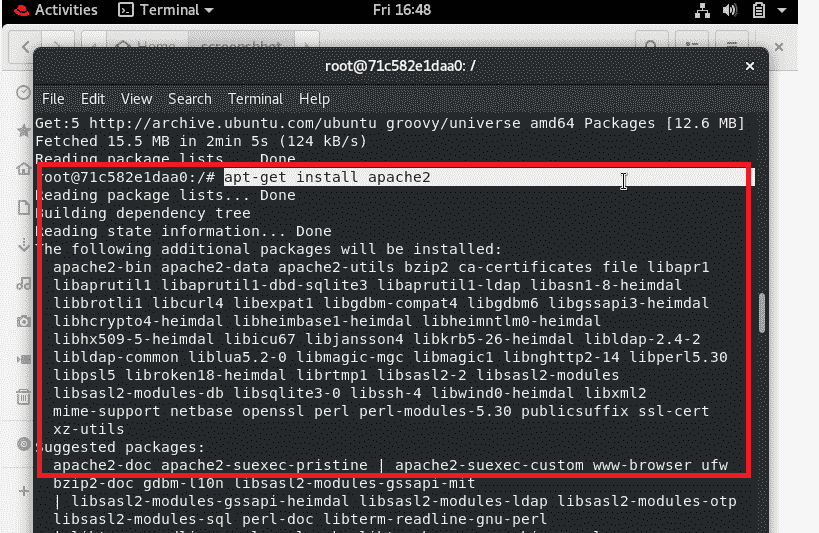 Activities Terminal Fri 16:48
Home screenshhot
root@71c582e1daa0: /
File Edit View Search Terminal Help
Get:5 http://archive.ubuntu.com/ubuntu groovy/universe amd64 Packages [12.6 MB]
Fetched 15.5 MB in 2min 5s (124 kB/s)
Reading package lists... Done
root@71c582e1daa0:/# apt-get install apache2
Reading package lists... Done
Building dependency tree
Reading state information... Done
The following additional packages will be installed:
apache2-bin apache2-data apache2-utils bzip2 ca-certificates file libapr1
libaprutil1 libaprutil1-dbd-sqlite3 libaprutil1-ldap libasn1-8-heimdal
libbrotli1 libcurl4 libexpat1 libgdbm-compat4 libgdbm6 libgssapi3-heimdal
libhcrypto4-heimdal libheimbase1-heimdal libheimntlm0-heimdal
libhx509-5-heimdal libicu67 libjansson4 libkrb5-26-heimdal libldap-2.4-2
libldap-common liblua5.2-0 libmagic-mgc libmagic1 libnghttp2-14 libperl5.30
libpsl5 libroken18-heimdal librtmp1 libsasl2-2 libsasl2-modules
libsasl2-modules-db libsqlite3-0 libssh-4 libwind0-heimdal libxml2
mime-support netbase openssl perl perl-modules-5.30 publicsuffix ssl-cert
xz-utils
Suggested packages:
apache2-doc apache2-suexec-pristine | apache2-suexec-custom www-browser ufw
bzip2-doc gdbm-l10n libsasl2-modules-gssapi-mit
| libsasl2-modules-gssapi-heimdal libsasl2-modules-ldap libsasl2-modules-otp
libsasl2-modules-sql perl-doc libterm-readline-gnu-perl